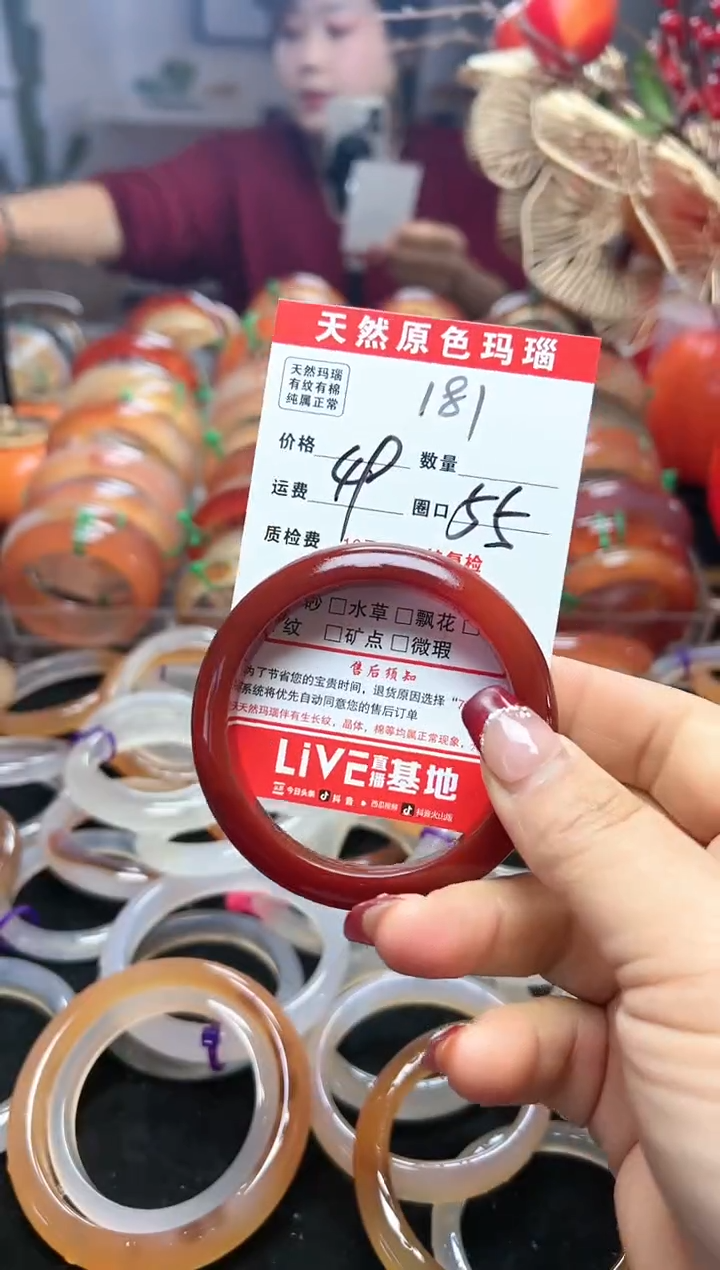 天然原色玛瑙
天然玛瑙
有纹有棉
纯属正常
181
价格 数量
运费 圈口 55
质检费
砂 □水草 □飘花 □
纹 □矿点 □微瑕
售后须知
为了节省您的宝贵时间，退货原因选择“7
系统将优先自动同意您的售后订单
天然玛瑙伴有生长纹，晶体，棉等均属正常现象，
LiVE直播基地
今日头条 抖音 西瓜视频 抖音火山版